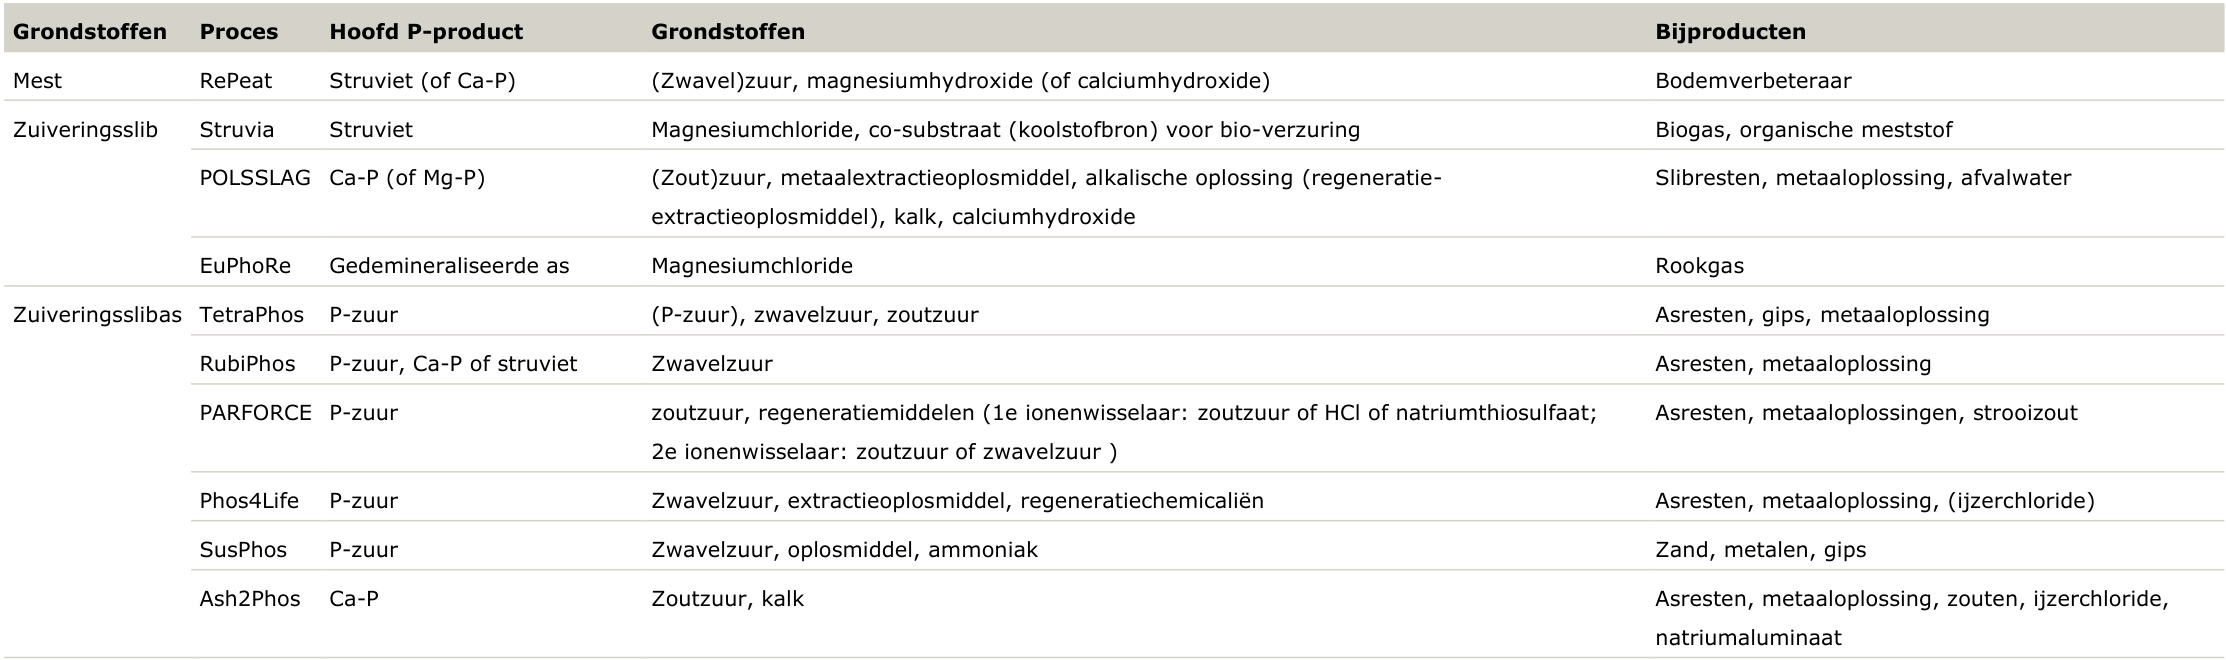 Grondstoffen Proces Hoofd P-product Grondstoffen Bijproducten
Mest RePeat Struviet (of Ca-P) (Zwavel)zuur, magnesiumhydroxide (of calciumhydroxide) Bodemverbeteraar
Zuiveringsslib Struvia Struviet Magnesiumchloride, co-substraat (koolstofbron) voor bio-verzuring Biogas, organische meststof
POLSSLAG Ca-P (of Mg-P) (Zout)zuur, metaalextractieoplosmiddel, alkalische oplossing (regeneratie- Slibresten, metaaloplossing, afvalwater
extractieoplosmiddel), kalk, calciumhydroxide
EuPhoRe Gedemineraliseerde as Magnesiumchloride Rookgas
Zuiveringsslibas TetraPhos P-zuur (P-zuur), zwavelzuur, zoutzuur Asresten, gips, metaaloplossing
RubiPhos P-zuur, Ca-P of struviet Zwavelzuur Asresten, metaaloplossing
PARFORCE P-zuur zoutzuur, regeneratiemiddelen (1e ionenwisselaar: zoutzuur of HCl of natriumthiosulfaat; Asresten, metaaloplossingen, strooizout
2e ionenwisselaar: zoutzuur of zwavelzuur )
Phos4Life P-zuur Zwavelzuur, extractieoplosmiddel, regeneratiechemicaliën Asresten, metaaloplossing, (ijzerchloride)
SusPhos P-zuur Zwavelzuur, oplosmiddel, ammoniak Zand, metalen, gips
Ash2Phos Ca-P Zoutzuur, kalk Asresten, metaaloplossing, zouten, ijzerchloride,
natriumaluminaat